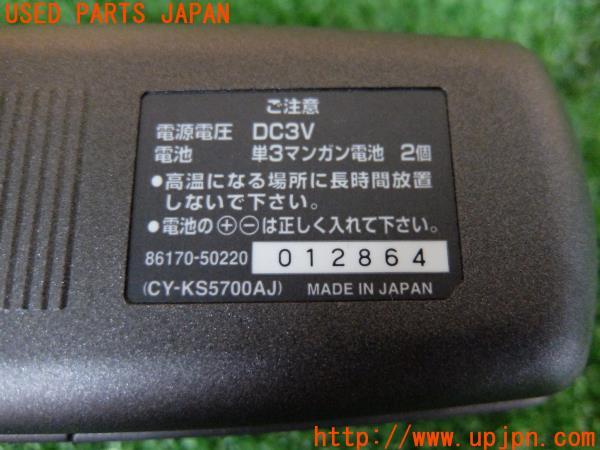 USED PARTS JAPAN
ご注意
電源電圧 DC3V
電池 単3マンガン電池 2個
●高温になる場所に長時間放置
しないで下さい。
●電池の⊕⊖は正しく入れて下さい。
86170-50220 012864
(CY-KS5700AJ) MADE IN JAPAN
http://www.upjpn.com